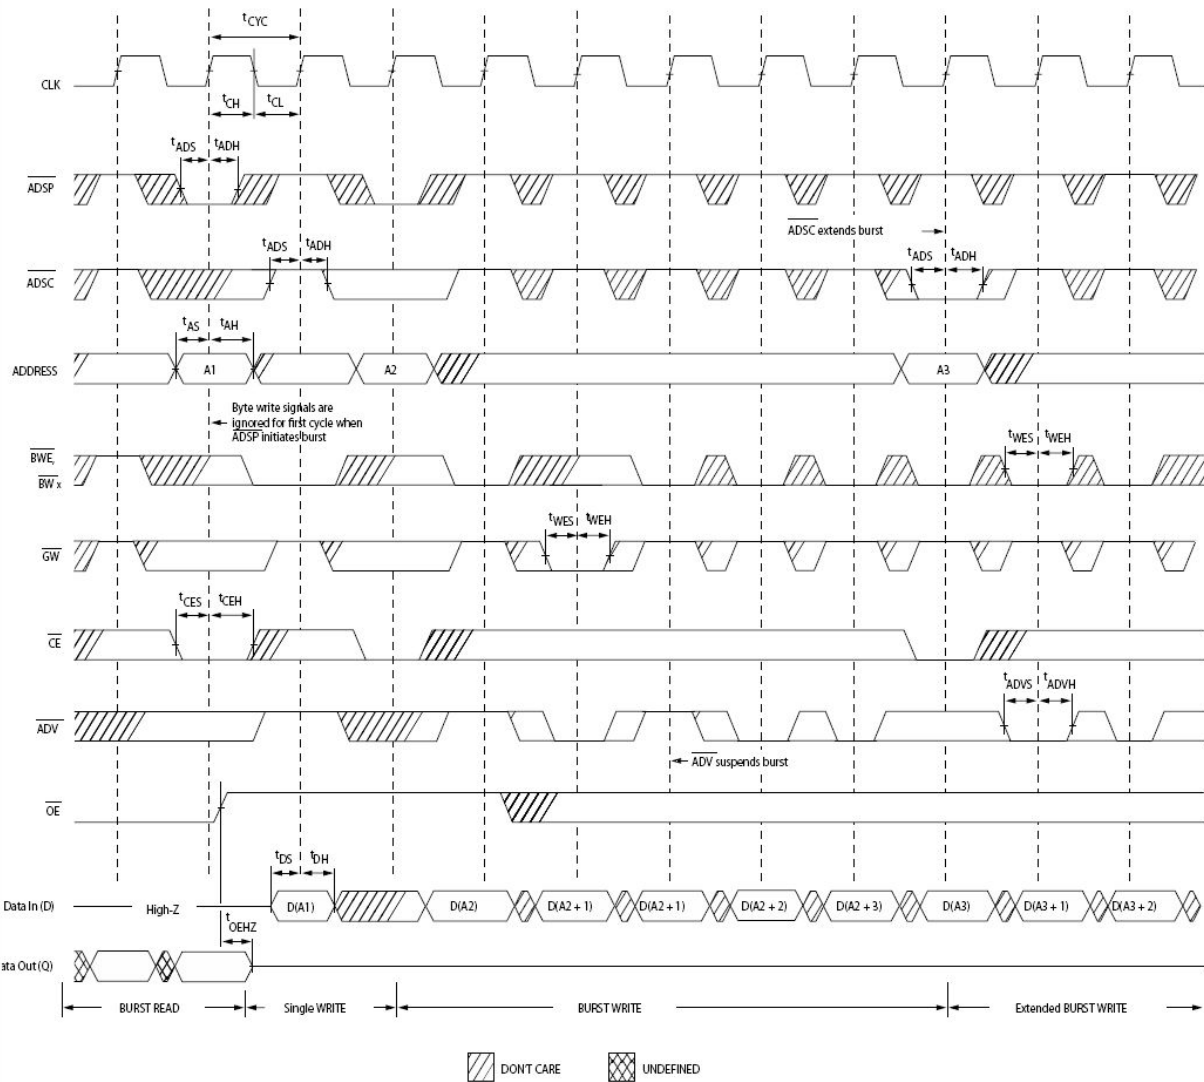 tCYC
CLK
tCH tCL
tADS tADH
ADSP
ADSC extends burst
tADS tADH tADS tADH
ADSC
tAS tAH
ADDRESS A1 A2 A3
Byte write signals are
ignored for first cycle when
ADSP initiates burst
BWE, tWES tWEH
BW x
tWES tWEH
GW
tCES tCEH
CE
tADVS tADVH
ADV
ADV suspends burst
OE
tDS tDH
Data In (D) High-Z D(A1) D(A2) D(A2 + 1) D(A2 + 1) D(A2 + 2) D(A2 + 3) D(A3) D(A3 + 1) D(A3 + 2)
tOEHZ
ata Out (Q)
BURST READ Single WRITE BURST WRITE Extended BURST WRITE
DON'T CARE UNDEFINED